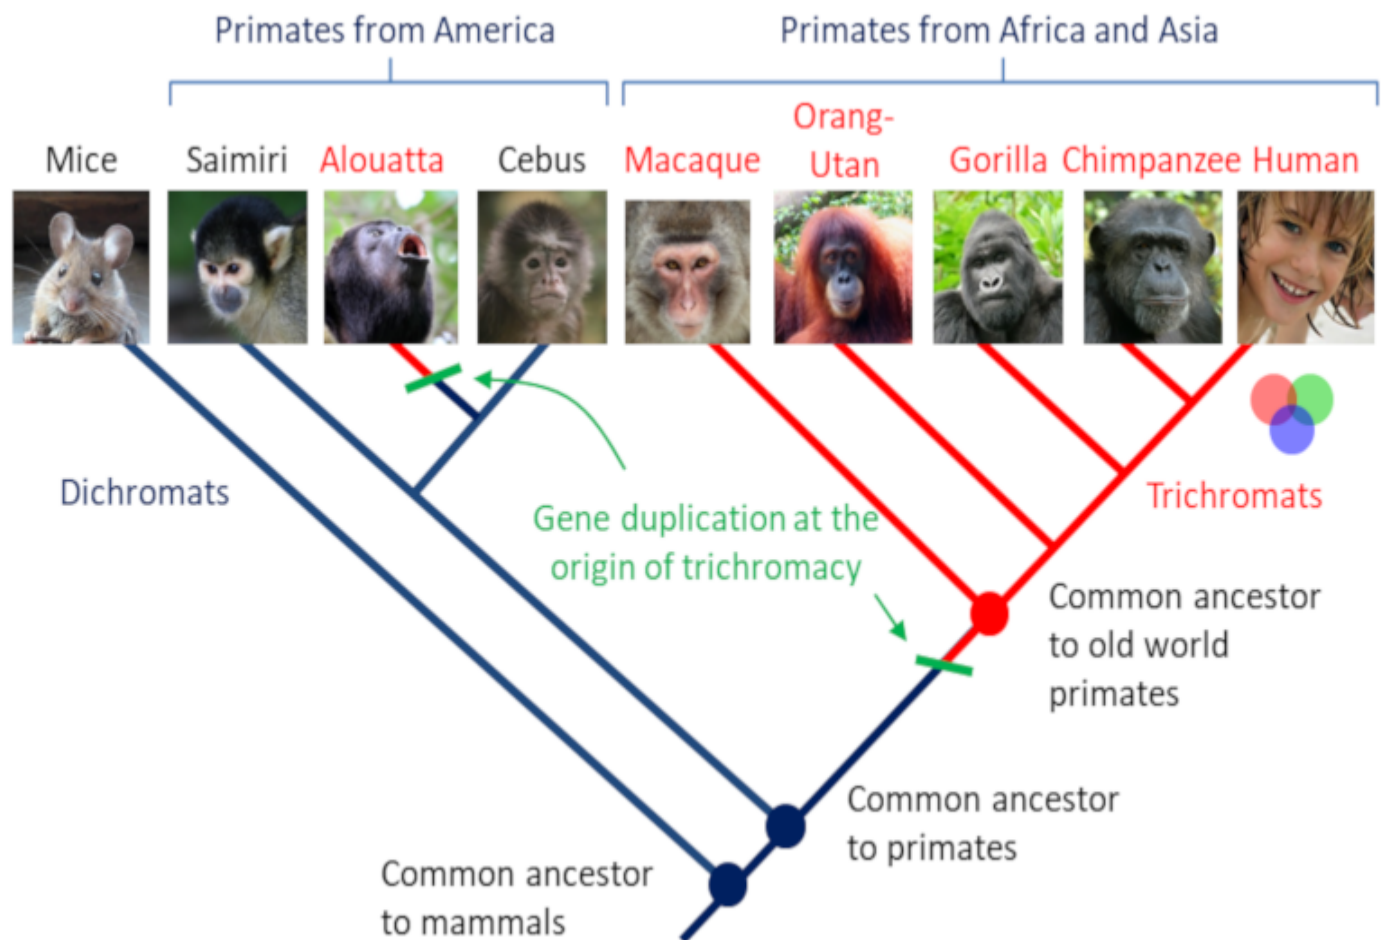 Primates from America
Primates from Africa and Asia
Mice
Saimiri
Alouatta
Cebus
Macaque
Orang-
Utan
Gorilla
Chimpanzee
Human
Dichromats
Trichromats
Gene duplication at the
origin of trichromacy
Common ancestor
to old world
primates
Common ancestor
to primates
Common ancestor
to mammals